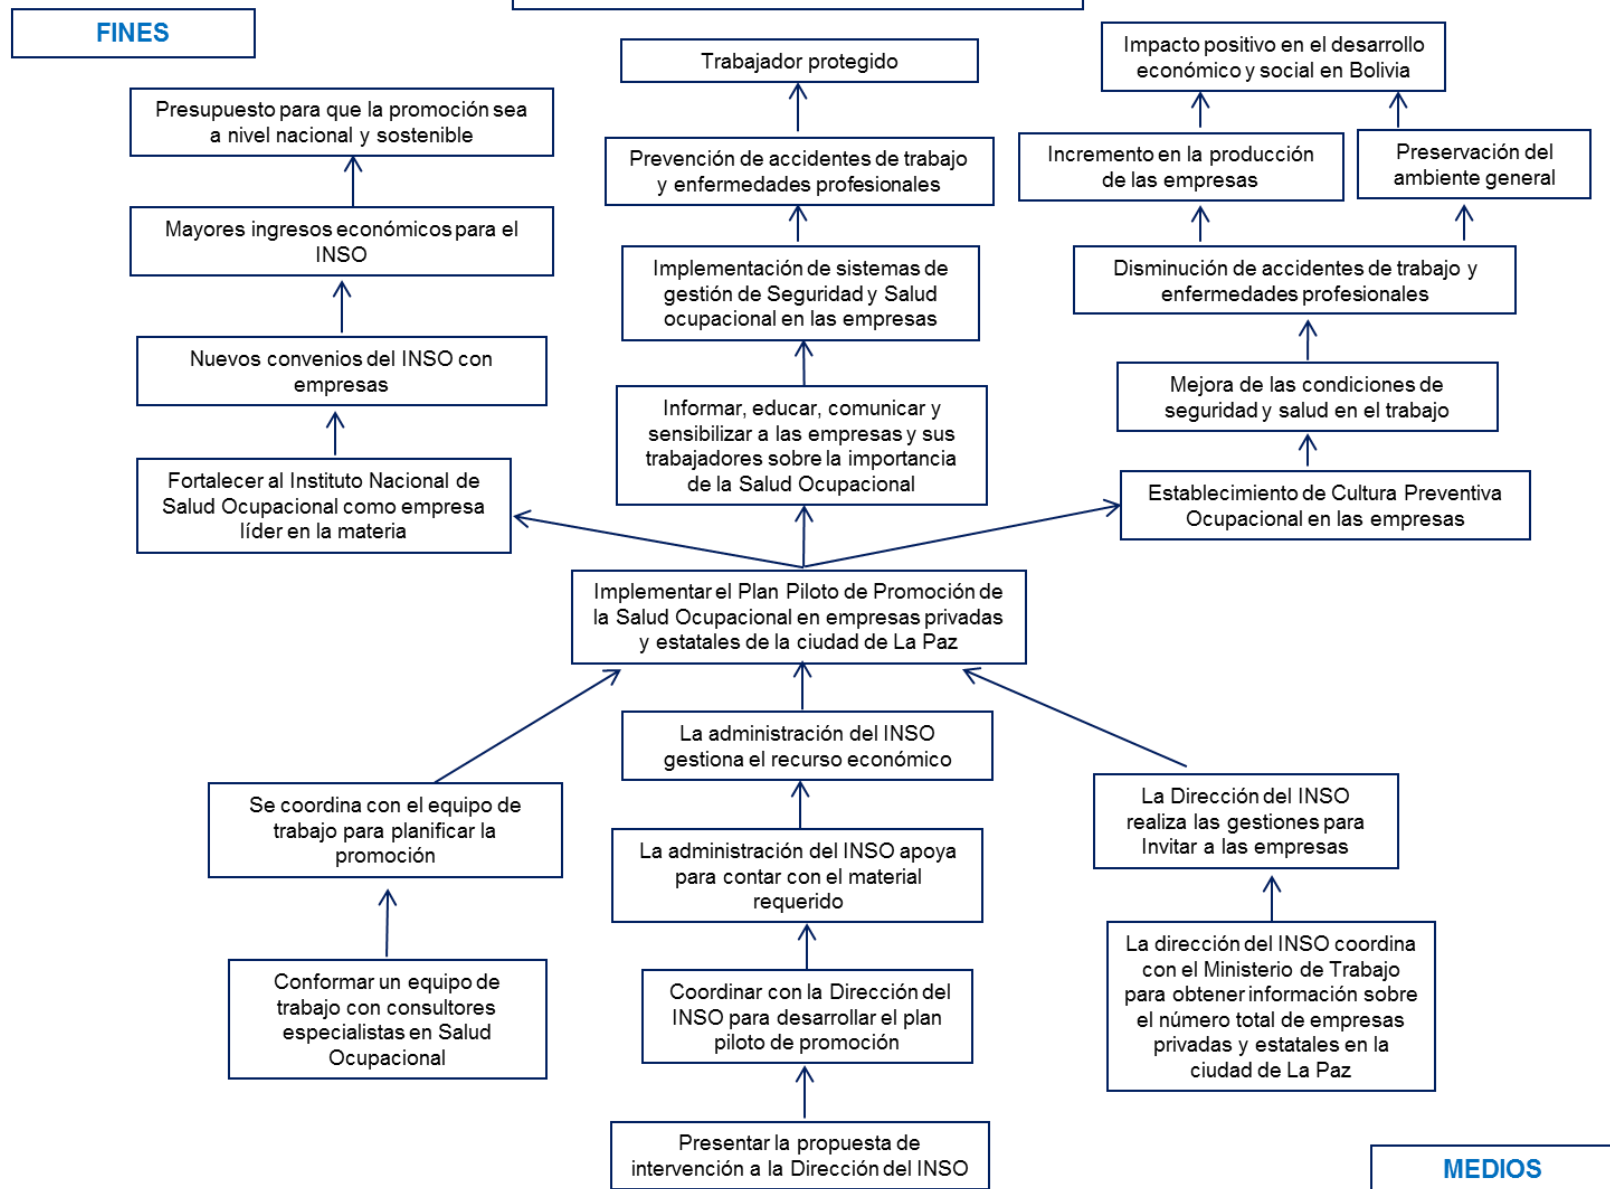 FINES
Trabajador protegido
Impacto positivo en el desarrollo
económico y social en Bolivia
Presupuesto para que la promoción sea
a nivel nacional y sostenible
Prevención de accidentes de trabajo
y enfermedades profesionales
Incremento en la producción
de las empresas
Preservación del
ambiente general
Mayores ingresos económicos para el
INSO
Implementación de sistemas de
gestión de Seguridad y Salud
ocupacional en las empresas
Disminución de accidentes de trabajo y
enfermedades profesionales
Nuevos convenios del INSO con
empresas
Informar, educar, comunicar y
sensibilizar a las empresas y sus
trabajadores sobre la importancia
de la Salud Ocupacional
Mejora de las condiciones de
seguridad y salud en el trabajo
Fortalecer al Instituto Nacional de
Salud Ocupacional como empresa
líder en la materia
Establecimiento de Cultura Preventiva
Ocupacional en las empresas
Implementar el Plan Piloto de Promoción de
la Salud Ocupacional en empresas privadas
y estatales de la ciudad de La Paz
La administración del INSO
gestiona el recurso económico
Se coordina con el equipo de
trabajo para planificar la
promoción
La Dirección del INSO
realiza las gestiones para
Invitar a las empresas
La administración del INSO apoya
para contar con el material
requerido
Conformar un equipo de
trabajo con consultores
especialistas en Salud
Ocupacional
Coordinar con la Dirección del
INSO para desarrollar el plan
piloto de promoción
La dirección del INSO coordina
con el Ministerio de Trabajo
para obtener información sobre
el número total de empresas
privadas y estatales en la
ciudad de La Paz
Presentar la propuesta de
intervención a la Dirección del INSO
MEDIOS